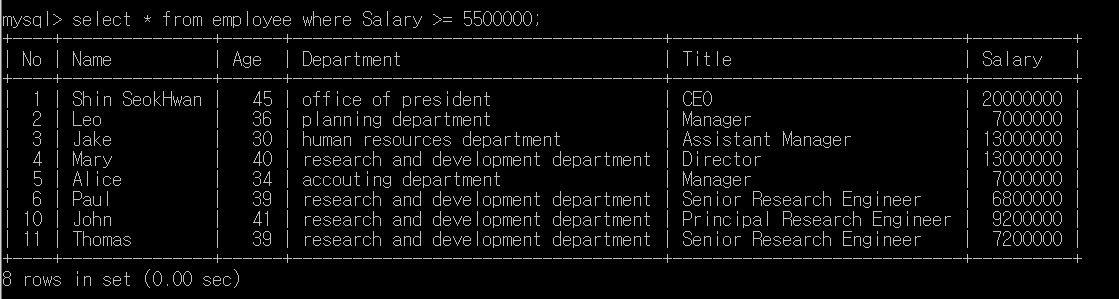 mysql> select * from employee where Salary >= 5500000;
+----+--------------+-----+-------------------------------------+-----------------------------+----------+
| No | Name | Age | Department | Title | Salary |
+----+--------------+-----+-------------------------------------+-----------------------------+----------+
| 1 | Shin SeokHwan | 45 | office of president | CEO | 20000000 |
| 2 | Leo | 36 | planning department | Manager | 7000000 |
| 3 | Jake | 30 | human resources department | Assistant Manager | 13000000 |
| 4 | Mary | 40 | research and development department | Director | 13000000 |
| 5 | Alice | 34 | accouting department | Manager | 7000000 |
| 6 | Paul | 39 | research and development department | Senior Research Engineer | 6800000 |
| 10 | John | 41 | research and development department | Principal Research Engineer | 9200000 |
| 11 | Thomas | 39 | research and development department | Senior Research Engineer | 7200000 |
+----+--------------+-----+-------------------------------------+-----------------------------+----------+
8 rows in set (0.00 sec)